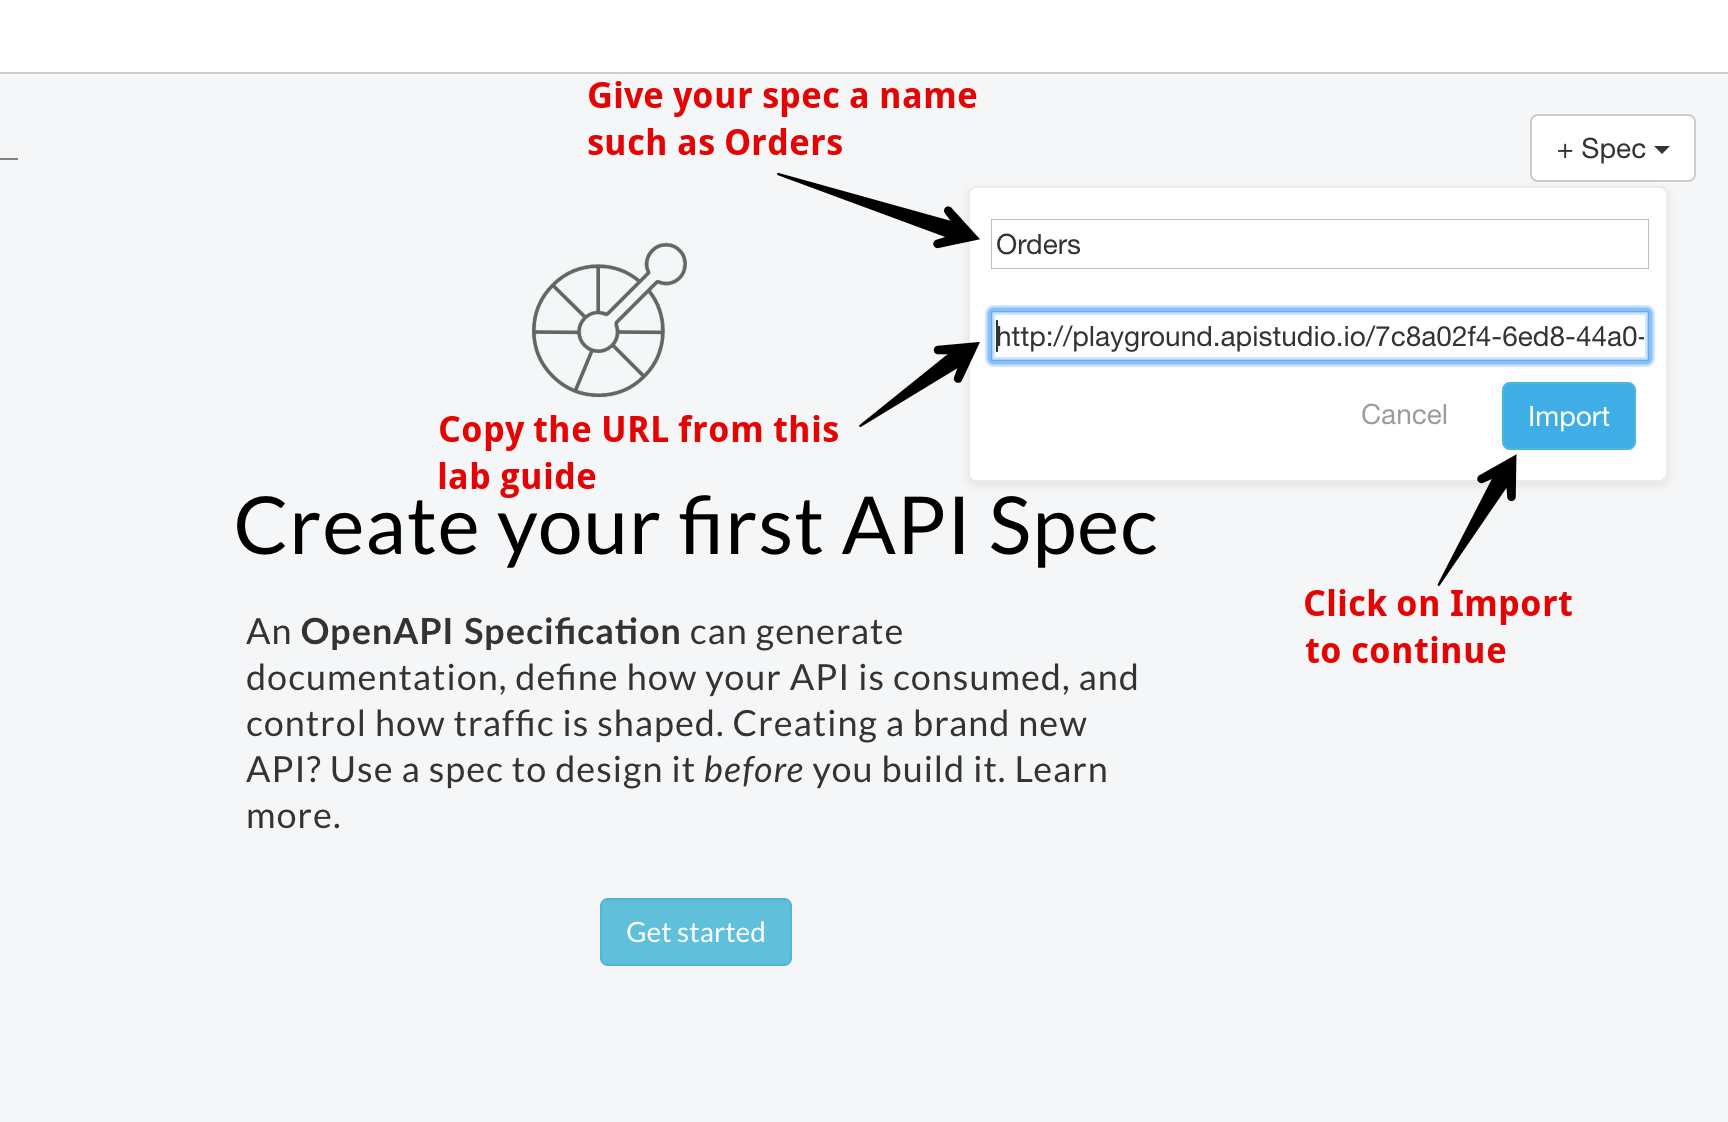 Give your spec a name
such as Orders
+ Spec
Orders
http://playground.apistudio.io/7c8a02f4-6ed8-44a0-
Cancel
Import
Copy the URL from this
lab guide
Create your first API Spec
Click on Import
to continue
An OpenAPI Specification can generate
documentation, define how your API is consumed, and
control how traffic is shaped. Creating a brand new
API? Use a spec to design it before you build it. Learn
more.
Get started